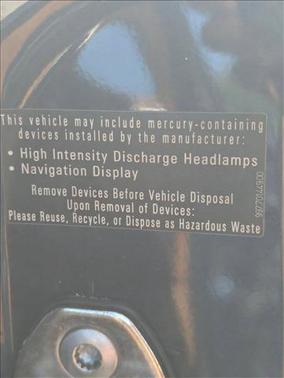 This vehicle may include mercury-containing
devices installed by the manufacturer:
• High Intensity Discharge Headlamps
• Navigation Display
Remove Devices Before Vehicle Disposal
Upon Removal of Devices:
Please Reuse, Recycle, or Dispose as Hazardous Waste